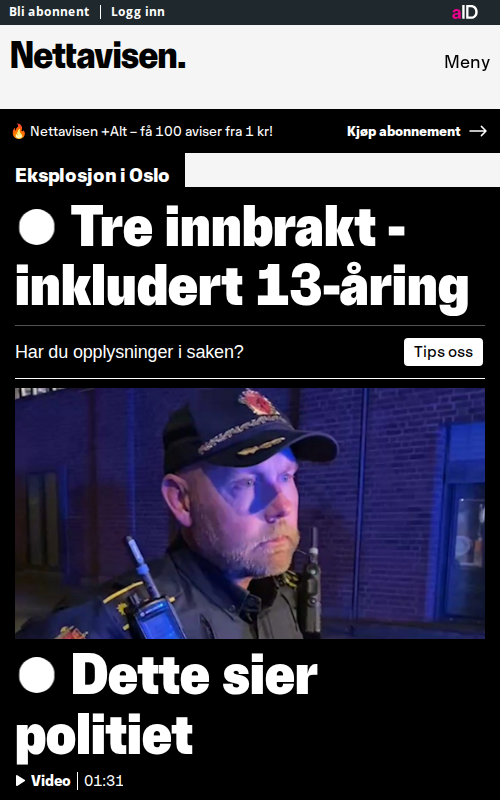 Bli abonnent | Logg inn aID
Nettavisen.
Meny
🔥 Nettavisen +Alt – få 100 aviser fra 1 kr! Kjøp abonnement →
Eksplosjon i Oslo
Tre innbrakt -
inkludert 13-åring
Har du opplysninger i saken? Tips oss
Dette sier
politiet
Video | 01:31